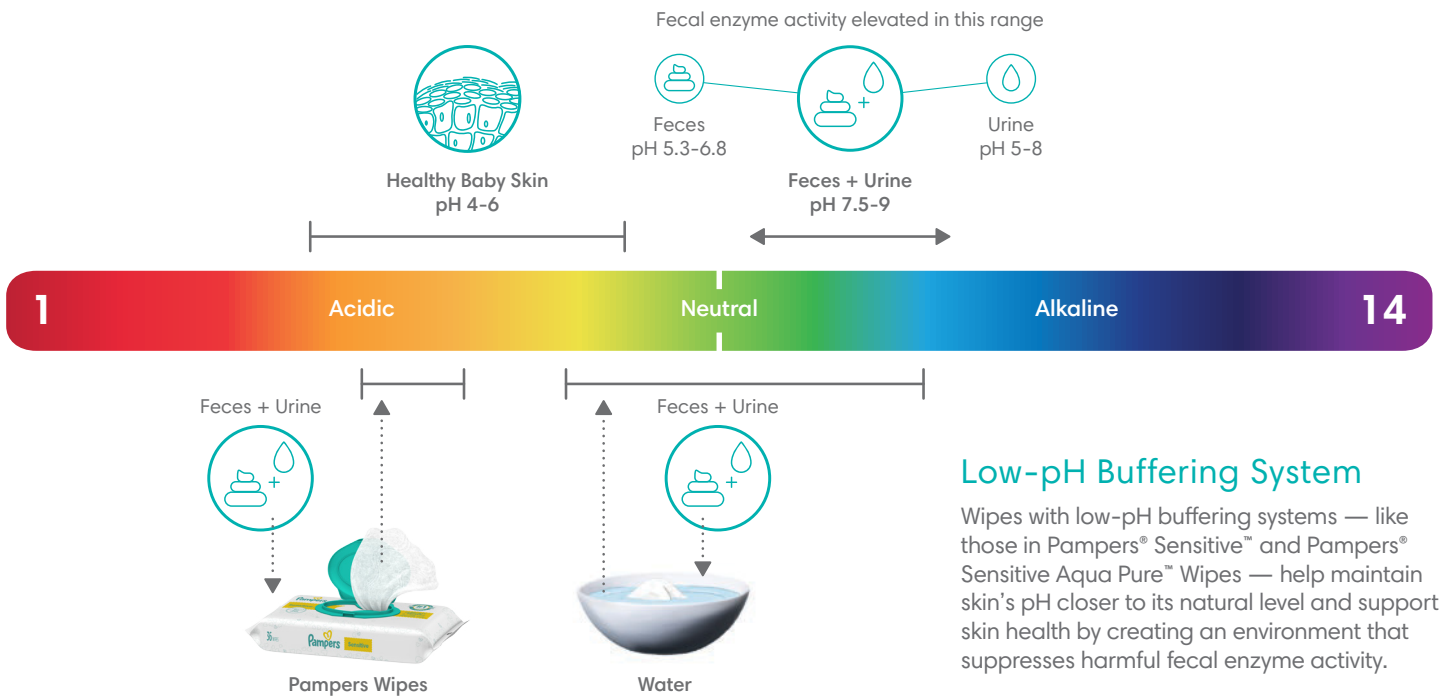 Fecal enzyme activity elevated in this range
Feces
pH 5.3-6.8
Urine
pH 5-8
Healthy Baby Skin
pH 4-6
Feces + Urine
pH 7.5-9
+
1
Acidic
Neutral
Alkaline
14
Feces + Urine
+
Feces + Urine
+
Pampers
Sensitive
Pampers Wipes
Water
Low-pH Buffering System
Wipes with low-pH buffering systems — like
those in Pampers® Sensitive™ and Pampers®
Sensitive Aqua Pure™ Wipes — help maintain
skin’s pH closer to its natural level and support
skin health by creating an environment that
suppresses harmful fecal enzyme activity.